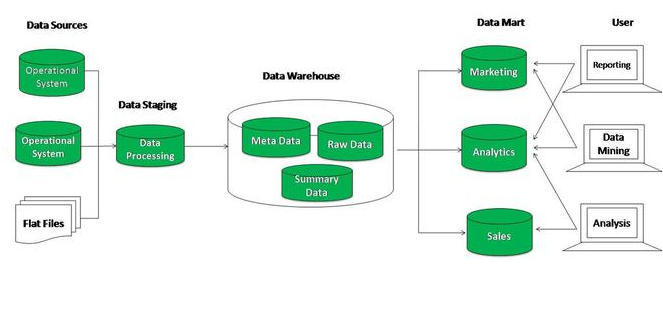 Data Sources
Operational
System
Operational
System
Flat Files
Data Staging
Data
Processing
Data Warehouse
Meta Data
Raw Data
Summary
Data
Data Mart
Marketing
Analytics
Sales
User
Reporting
Data
Mining
Analysis